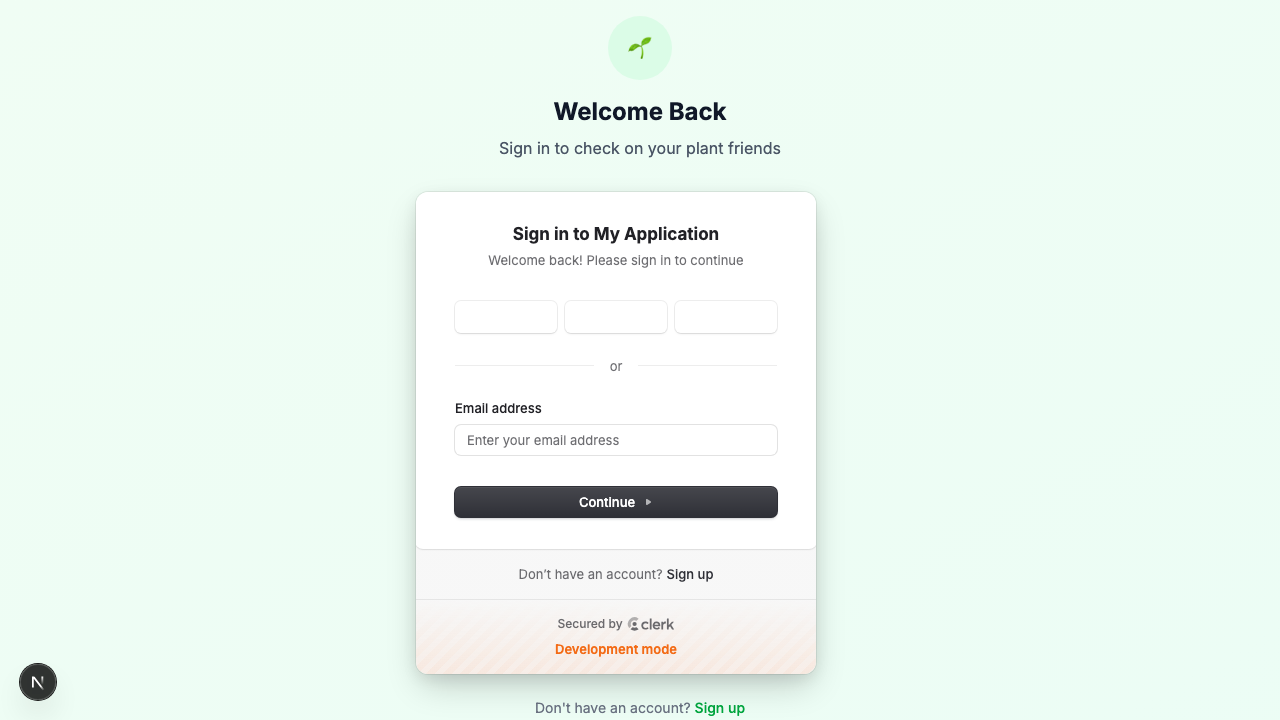 Welcome Back
Sign in to check on your plant friends
Sign in to My Application
Welcome back! Please sign in to continue
or
Email address
Enter your email address
Continue
Don’t have an account? Sign up
Secured by clerk
Development mode
N
Don't have an account? Sign up